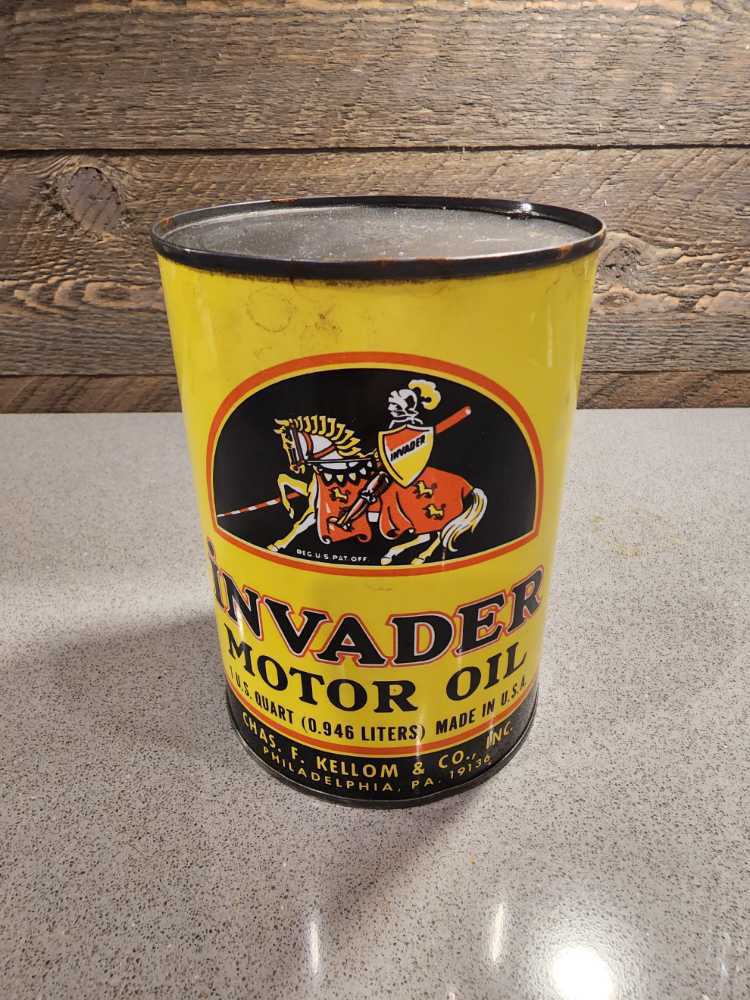 INVADER
REG. U.S. PAT. OFF.
INVADER
MOTOR OIL
1 U.S. QUART (0.946 LITERS) MADE IN U.S.A.
CHAS. F. KELLOM & CO., INC.
PHILADELPHIA, PA. 19136